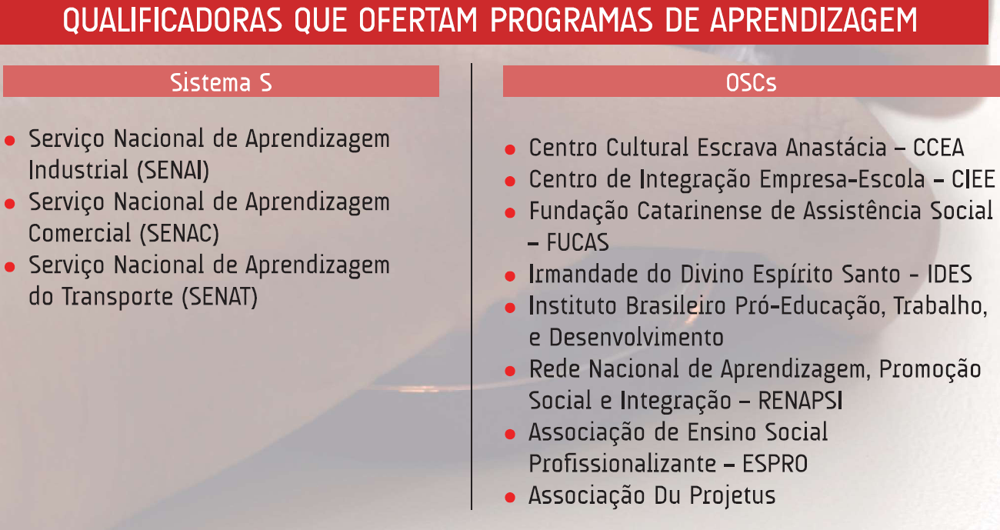 QUALIFICADORAS QUE OFERTAM PROGRAMAS DE APRENDIZAGEM
Sistema S
● Serviço Nacional de Aprendizagem
Industrial (SENAI)
● Serviço Nacional de Aprendizagem
Comercial (SENAC)
● Serviço Nacional de Aprendizagem
do Transporte (SENAT)
OSCs
● Centro Cultural Escrava Anastácia – CCEA
● Centro de Integração Empresa-Escola – CIEE
● Fundação Catarinense de Assistência Social
– FUCAS
● Irmandade do Divino Espírito Santo - IDES
● Instituto Brasileiro Pró-Educação, Trabalho,
e Desenvolvimento
● Rede Nacional de Aprendizagem, Promoção
Social e Integração – RENAPSI
● Associação de Ensino Social
Profissionalizante – ESPRO
● Associação Du Projetus